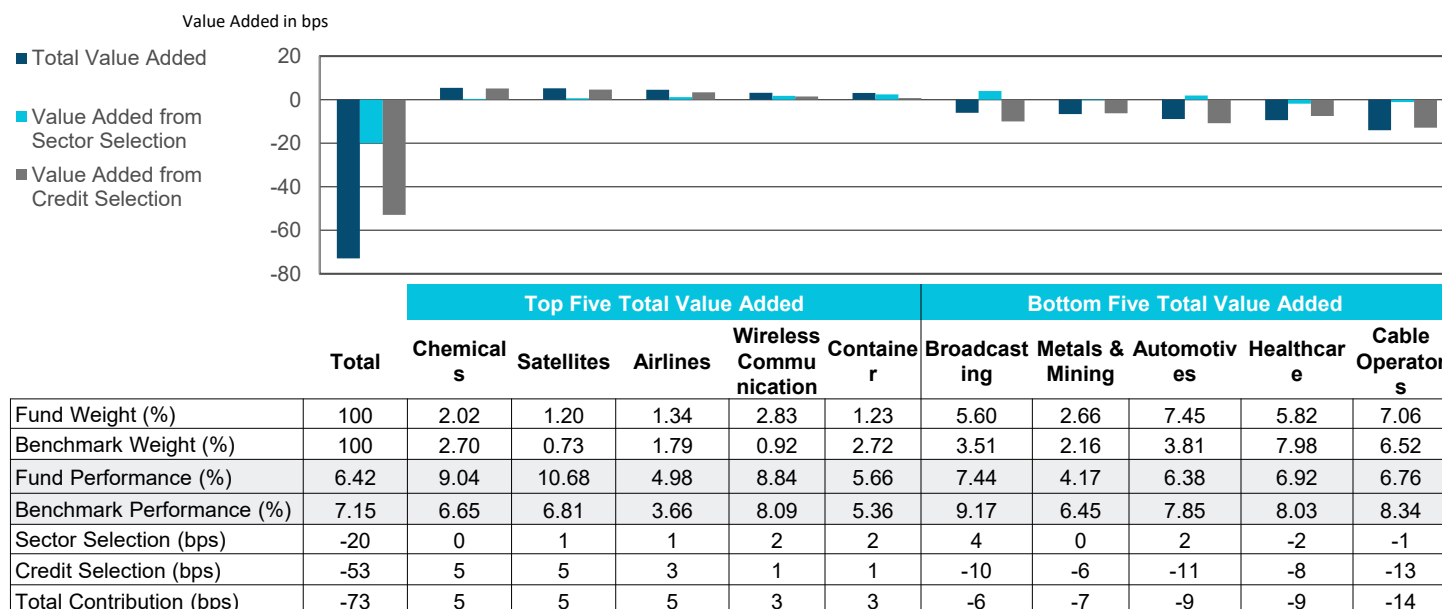 Value Added in bps
Total Value Added
Value Added from
Sector Selection
Value Added from
Credit Selection
20
0
-20
-40
-60
-80
Top Five Total Value Added Bottom Five Total Value Added
Total Chemical
s Satellites Airlines Wireless
Commu
nication Containe
r Broadcast
ing Metals &
Mining Automotiv
es Healthcar
e Cable
Operator
s
Fund Weight (%) 100 2.02 1.20 1.34 2.83 1.23 5.60 2.66 7.45 5.82 7.06
Benchmark Weight (%) 100 2.70 0.73 1.79 0.92 2.72 3.51 2.16 3.81 7.98 6.52
Fund Performance (%) 6.42 9.04 10.68 4.98 8.84 5.66 7.44 4.17 6.38 6.92 6.76
Benchmark Performance (%) 7.15 6.65 6.81 3.66 8.09 5.36 9.17 6.45 7.85 8.03 8.34
Sector Selection (bps) -20 0 1 1 2 2 4 0 2 -2 -1
Credit Selection (bps) -53 5 5 3 1 1 -10 -6 -11 -8 -13
Total Contribution (bps) -73 5 5 5 3 3 -6 -7 -9 -9 -14